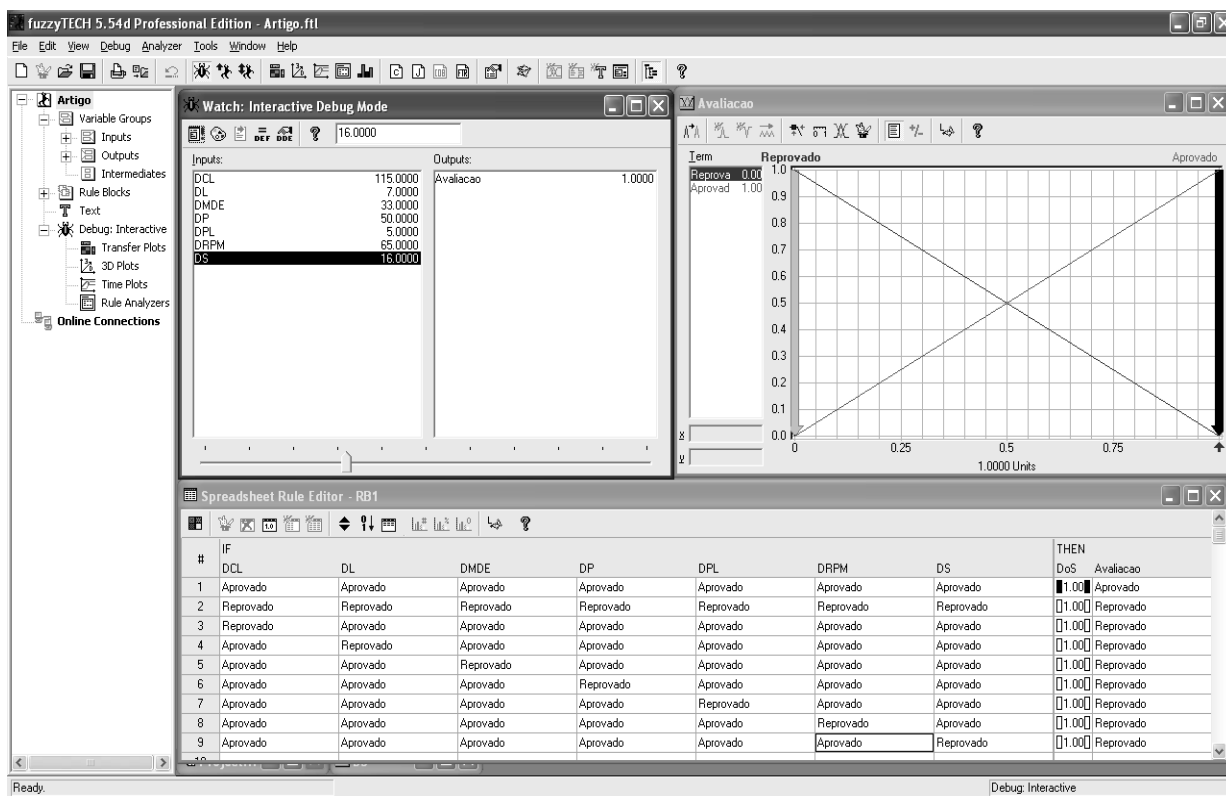 fuzzyTECH 5.54d Professional Edition - Artigo.ftl
File Edit View Debug Analyzer Tools Window Help
Artigo
Variable Groups
Inputs
Outputs
Intermediates
Rule Blocks
Text
Debug: Interactive
Transfer Plots
3D Plots
Time Plots
Rule Analyzers
Online Connections
Watch: Interactive Debug Mode
DEF DDE 16.0000
Inputs: Outputs:
DCL 115.0000 Avaliacao 1.0000
DL 7.0000
DMDE 33.0000
DP 50.0000
DPL 5.0000
DRPM 65.0000
DS 16.0000
Avaliacao
Term Reprovado Aprovado
Reprova 0.00
Aprovad 1.00
1.0
0.9
0.8
0.7
0.6
0.5
0.4
0.3
0.2
0.1
0.0
0 0.25 0.5 0.75
1.0000 Units
x
y
Spreadsheet Rule Editor - RB1
# IF THEN
DCL DL DMDE DP DPL DRPM DS DoS Avaliacao
1 Aprovado Aprovado Aprovado Aprovado Aprovado Aprovado Aprovado 1.00 Aprovado
2 Reprovado Reprovado Reprovado Reprovado Reprovado Reprovado Reprovado 1.00 Reprovado
3 Reprovado Aprovado Aprovado Aprovado Aprovado Aprovado Aprovado 1.00 Reprovado
4 Aprovado Reprovado Aprovado Aprovado Aprovado Aprovado Aprovado 1.00 Reprovado
5 Aprovado Aprovado Reprovado Aprovado Aprovado Aprovado Aprovado 1.00 Reprovado
6 Aprovado Aprovado Aprovado Reprovado Aprovado Aprovado Aprovado 1.00 Reprovado
7 Aprovado Aprovado Aprovado Aprovado Reprovado Aprovado Aprovado 1.00 Reprovado
8 Aprovado Aprovado Aprovado Aprovado Aprovado Reprovado Aprovado 1.00 Reprovado
9 Aprovado Aprovado Aprovado Aprovado Aprovado Aprovado Reprovado 1.00 Reprovado
Ready. Debug: Interactive